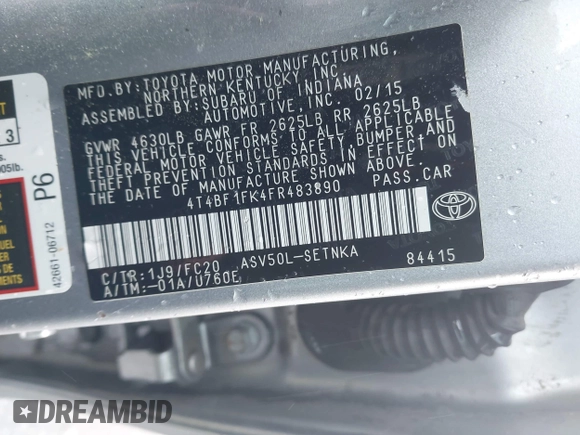 MFD.BY:TOYOTA MOTOR MANUFACTURING,
NORTHERN KENTUCKY, INC.
ASSEMBLED BY:SUBARU OF INDIANA
AUTOMOTIVE, INC. 02/15
GVWR 4630LB GAWR FR 2625LB RR 2625LB
THIS VEHICLE CONFORMS TO ALL APPLICABLE
FEDERAL MOTOR VEHICLE SAFETY,BUMPER,AND
THEFT PREVENTION STANDARDS IN EFFECT ON
THE DATE OF MANUFACTURE SHOWN ABOVE.
4T4BF1FK4FR483890 PASS.CAR
C/TR:1J9/FC20 ASV50L-SETNKA
A/TM:-01A/U760E 84415
TOYOTA
P6
42661-06712
3
DREAMBID